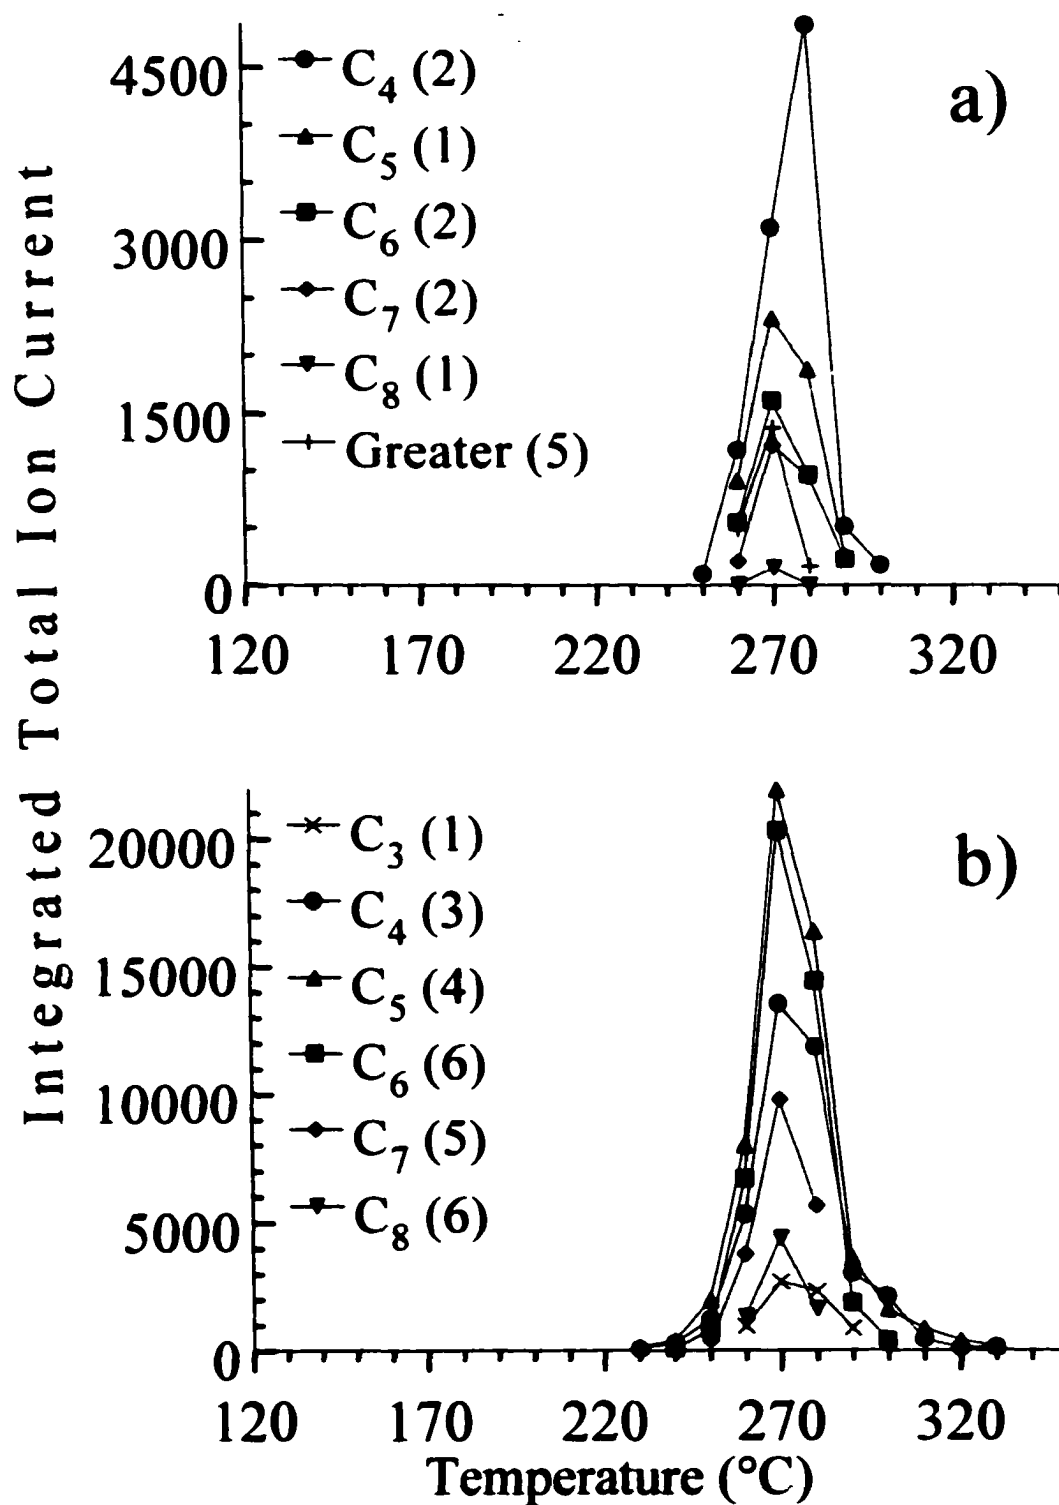 Integrated Total Ion Current
a)
4500
3000
1500
0
C4 (2)
C5 (1)
C6 (2)
C7 (2)
C8 (1)
Greater (5)
120 170 220 270 320
b)
20000
15000
10000
5000
0
C3 (1)
C4 (3)
C5 (4)
C6 (6)
C7 (5)
C8 (6)
120 170 220 270 320
Temperature (°C)